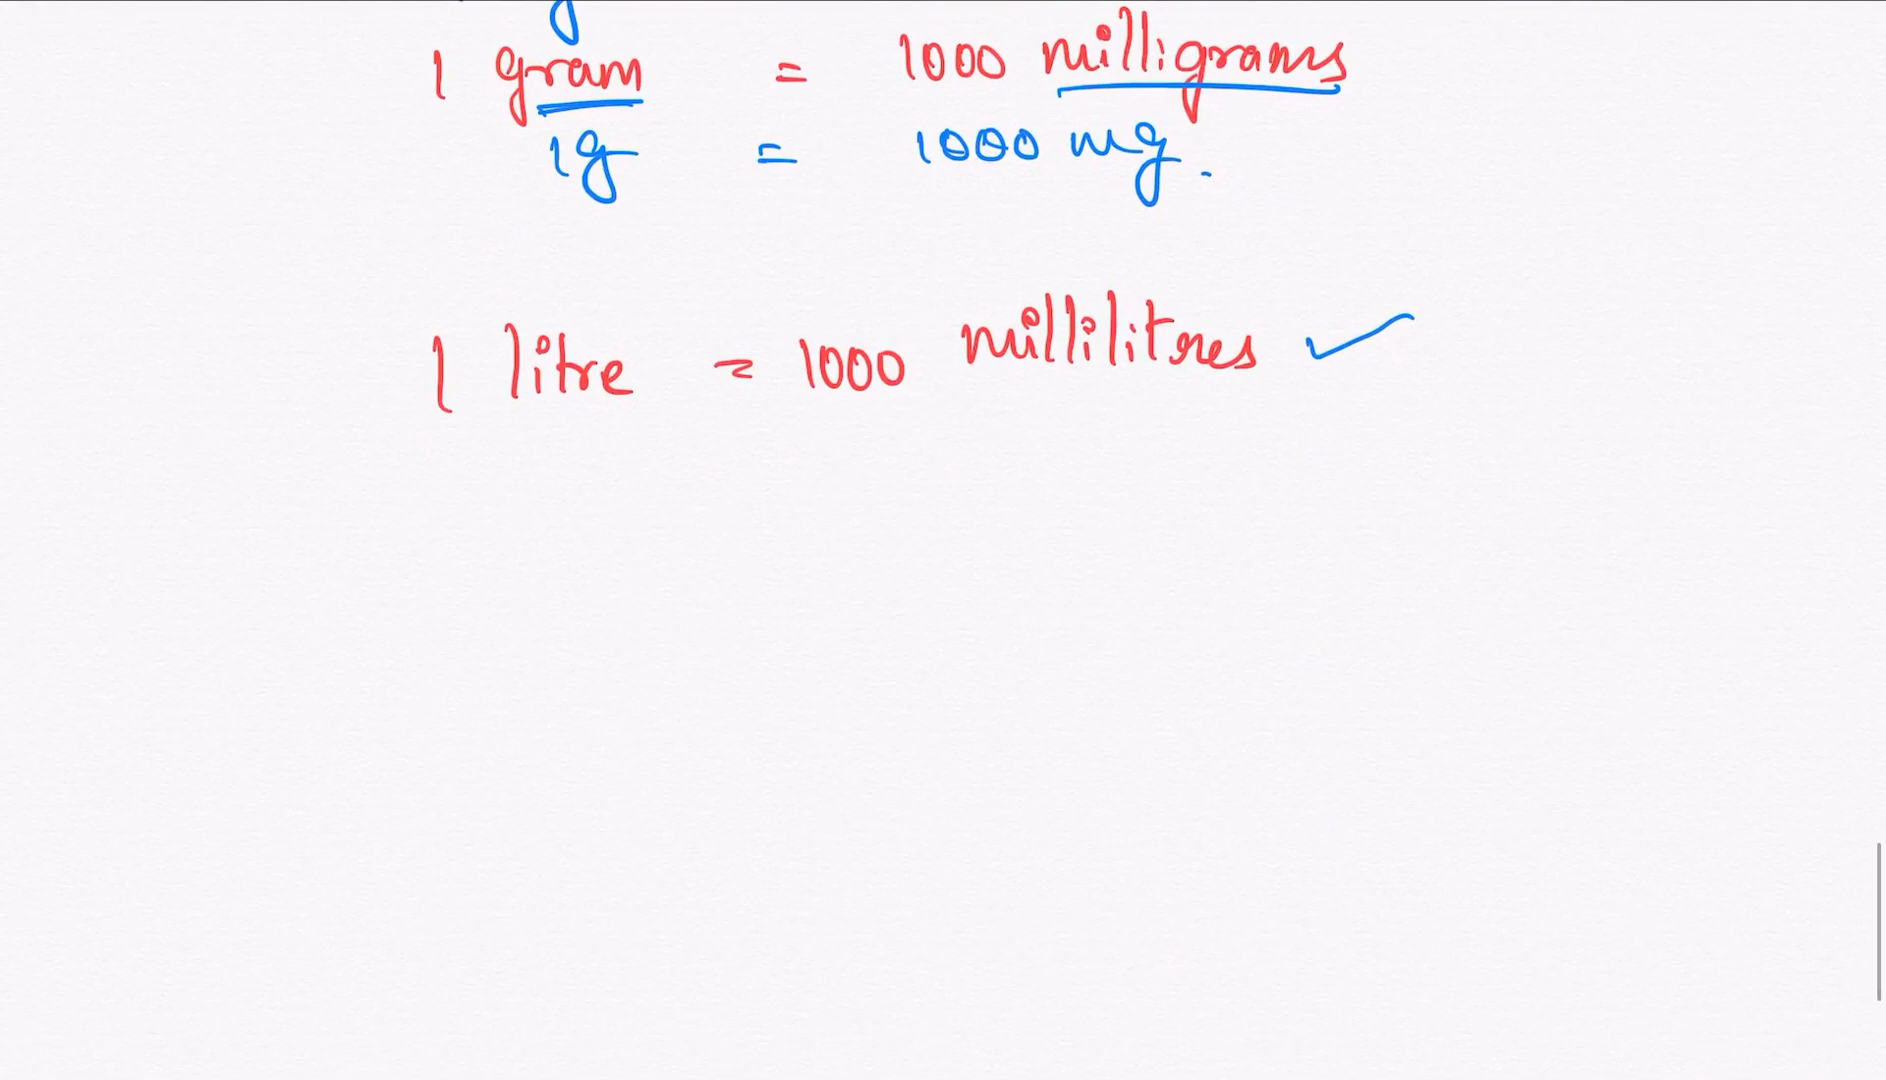 1 gram = 1000 milligrams
1g = 1000 mg.
1 litre = 1000 millilitres